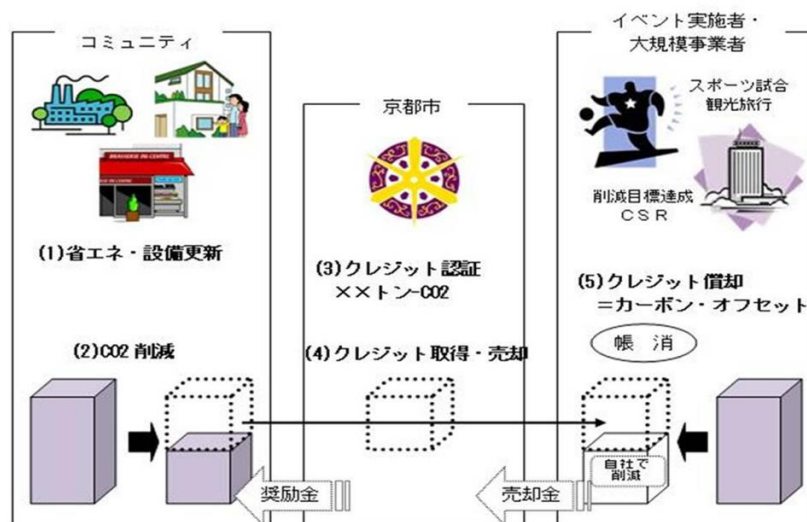 コミュニティ
(1)省エネ・設備更新
(2)CO2 削減
京都市
(3)クレジット認証
××トン-CO2
(4)クレジット取得・売却
イベント実施者・
大規模事業者
スポーツ試合
観光旅行
削減目標達成
ＣＳＲ
(5)クレジット償却
＝カーボン・オフセット
帳 消
自社で
削減
奨励金
売却金